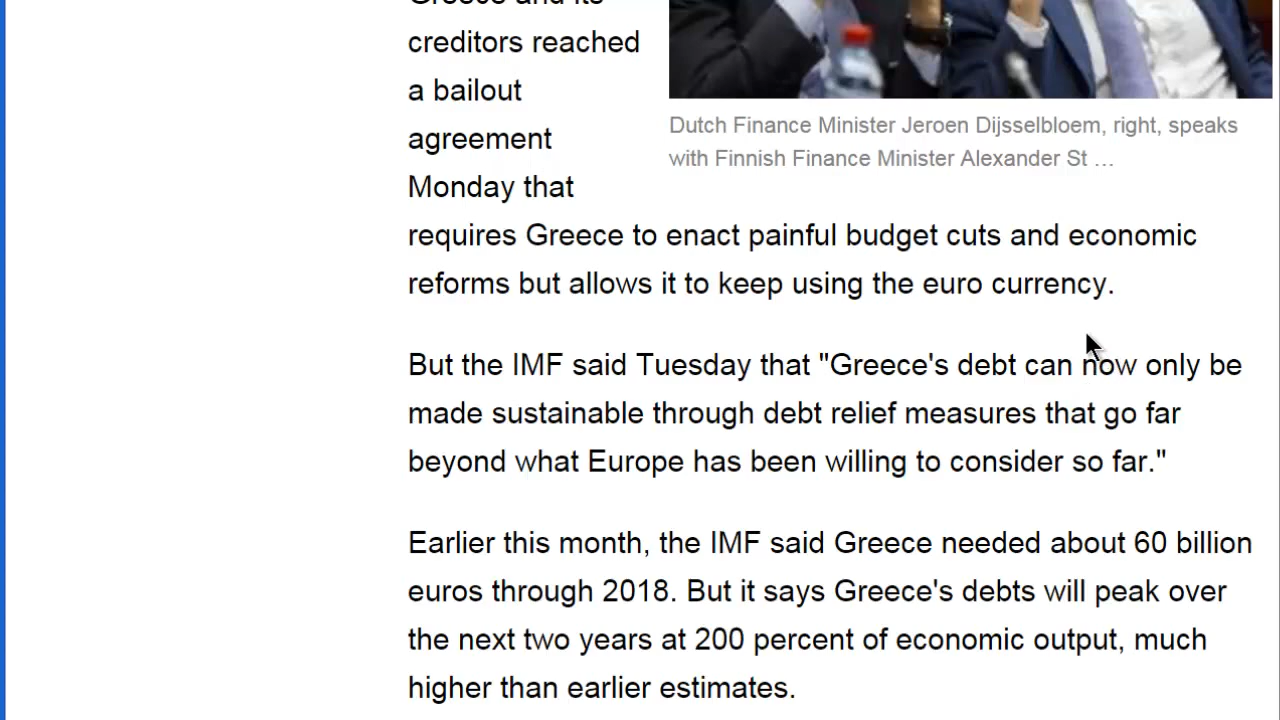 Greece and its
creditors reached
a bailout
agreement
Monday that
requires Greece to enact painful budget cuts and economic
reforms but allows it to keep using the euro currency.
Dutch Finance Minister Jeroen Dijsselbloem, right, speaks
with Finnish Finance Minister Alexander St ...
But the IMF said Tuesday that "Greece's debt can now only be
made sustainable through debt relief measures that go far
beyond what Europe has been willing to consider so far."
Earlier this month, the IMF said Greece needed about 60 billion
euros through 2018. But it says Greece's debts will peak over
the next two years at 200 percent of economic output, much
higher than earlier estimates.